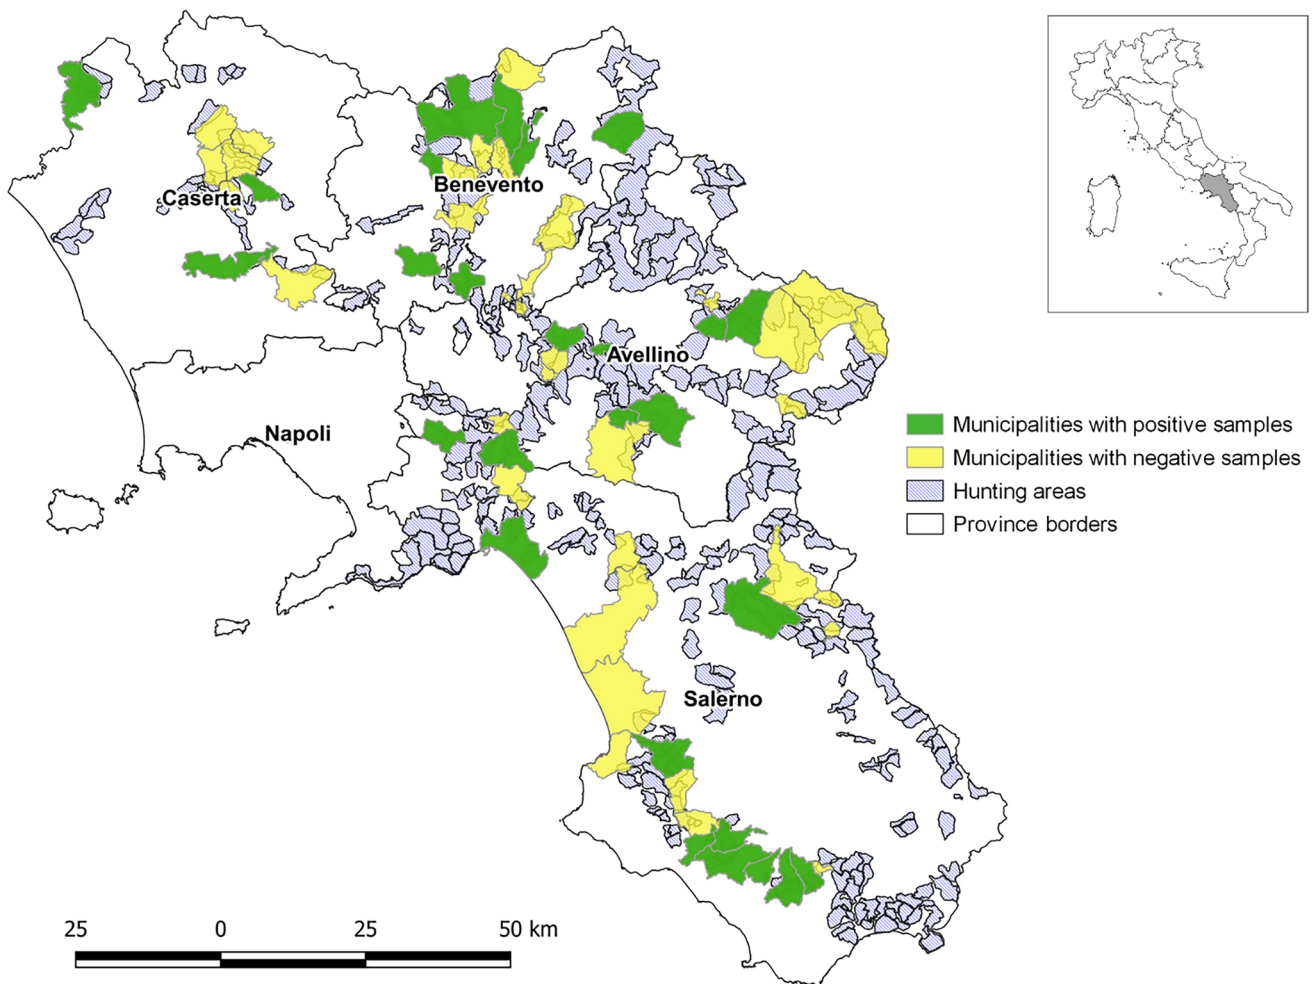 Caserta
Benevento
Avellino
Napoli
Municipalities with positive samples
Municipalities with negative samples
Hunting areas
Province borders
Salerno
25 0 25 50 km